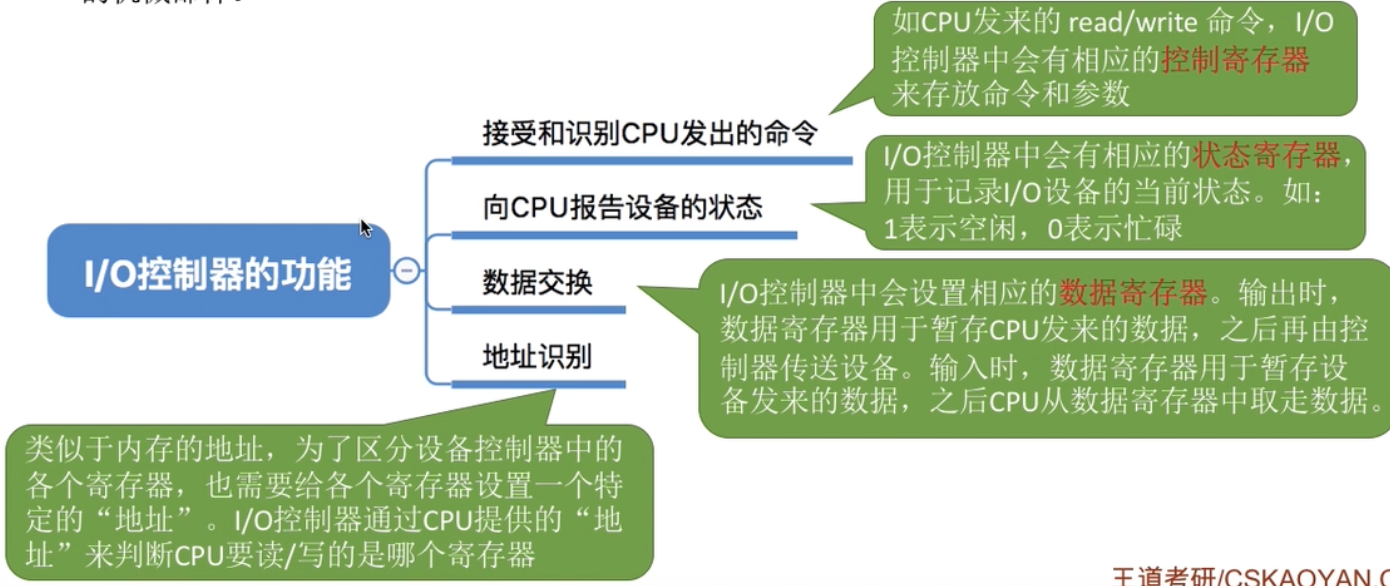 的机械部件。
如CPU发来的 read/write 命令，I/O
控制器中会有相应的控制寄存器
来存放命令和参数
接受和识别CPU发出的命令
I/O控制器中会有相应的状态寄存器，
用于记录I/O设备的当前状态。如：
1表示空闲，0表示忙碌
向CPU报告设备的状态
I/O控制器的功能
数据交换
I/O控制器中会设置相应的数据寄存器。输出时，
数据寄存器用于暂存CPU发来的数据，之后再由控
制器传送设备。输入时，数据寄存器用于暂存设
备发来的数据，之后CPU从数据寄存器中取走数据。
地址识别
类似于内存的地址，为了区分设备控制器中的
各个寄存器，也需要给各个寄存器设置一个特
定的“地址”。I/O控制器通过CPU提供的“地
址”来判断CPU要读/写的是哪个寄存器
王道考研/CSKAOYAN.C